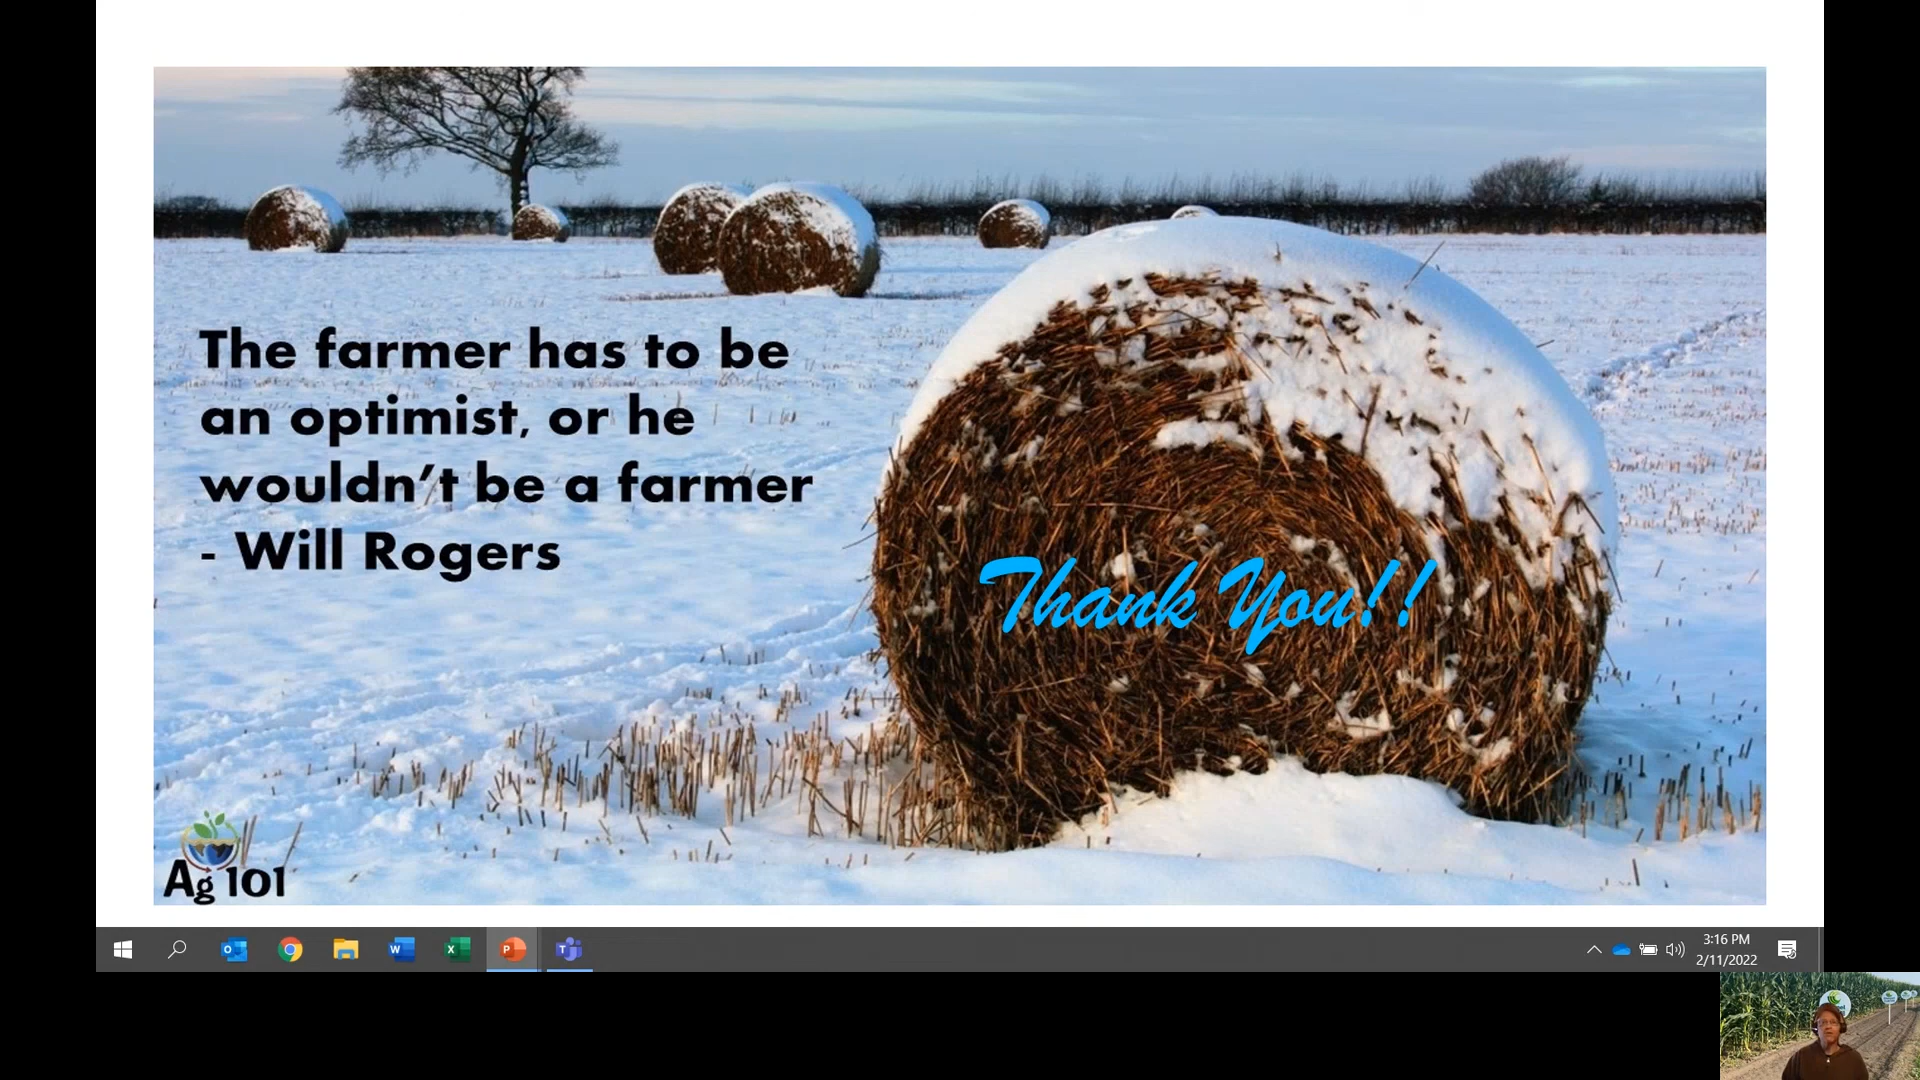 The farmer has to be
an optimist, or he
wouldn't be a farmer
- Will Rogers
Thank You!!
Ag 101
3:16 PM
2/11/2022